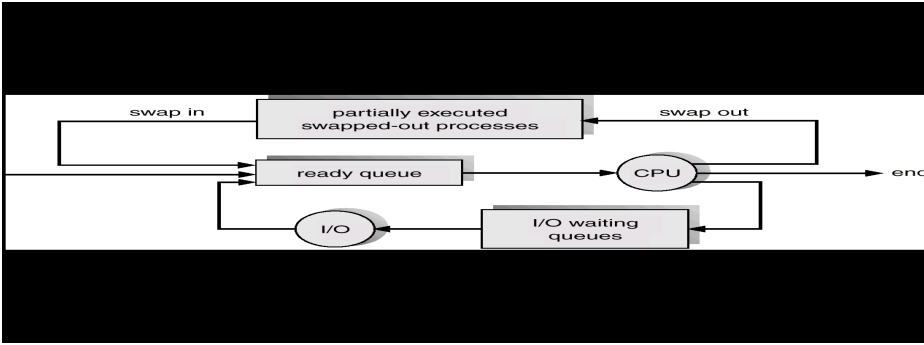 swap in
partially executed
swapped-out processes
swap out
ready queue
CPU
I/O
I/O waiting
queues